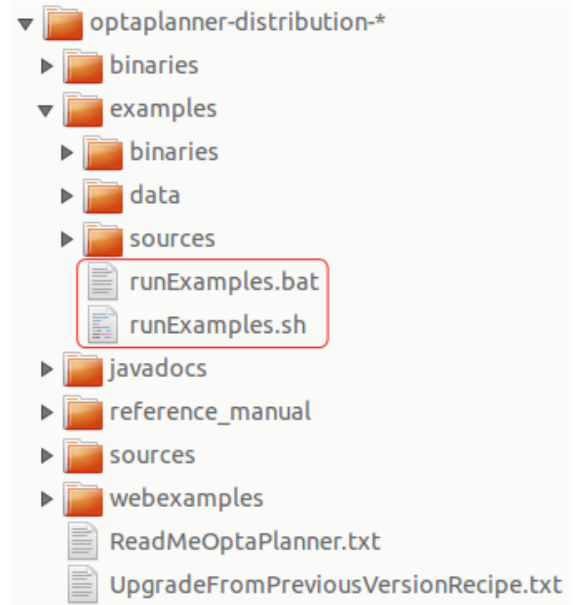 optaplanner-distribution-*
binaries
examples
binaries
data
sources
runExamples.bat
runExamples.sh
javadocs
reference_manual
sources
webexamples
ReadMeOptaPlanner.txt
UpgradeFromPreviousVersionRecipe.txt